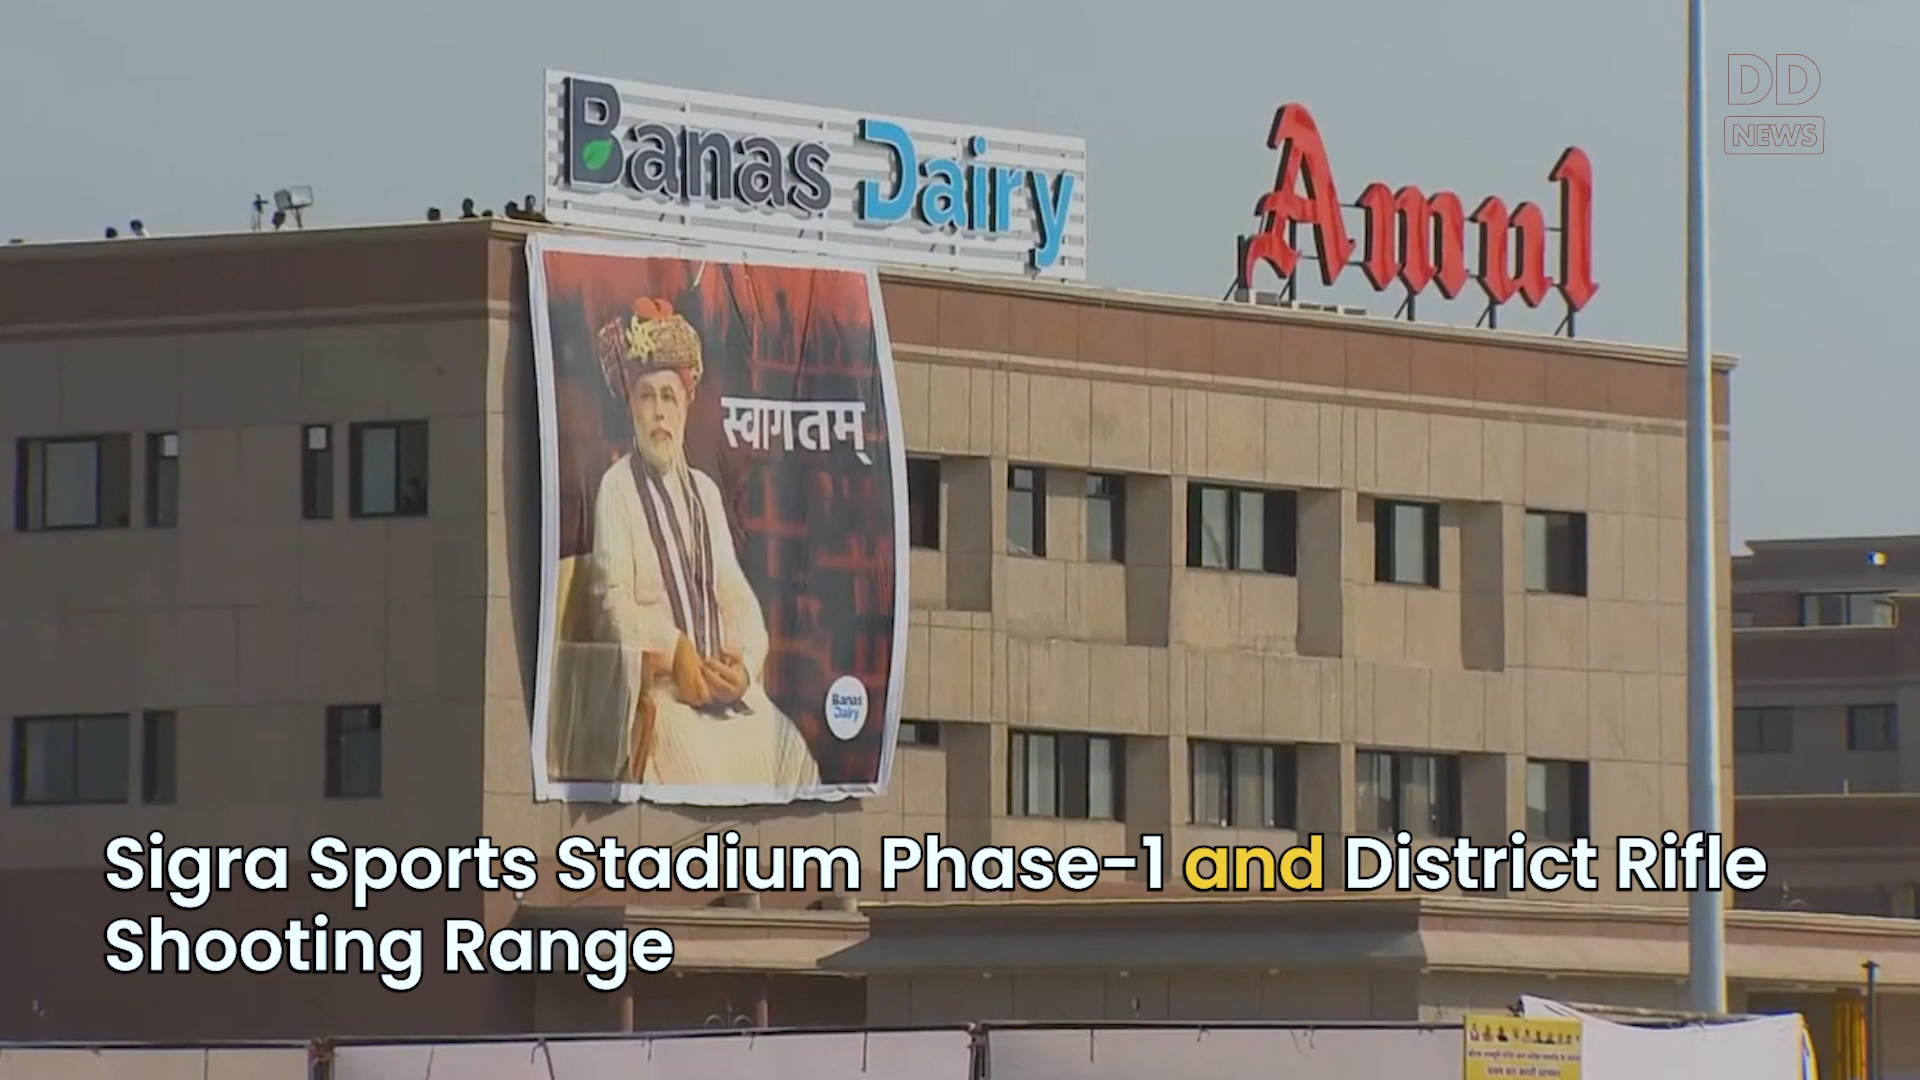 Banas Dairy
Amul
DD
NEWS
स्वागतम्
Banas
Dairy
Sigra Sports Stadium Phase-1 and District Rifle
Shooting Range